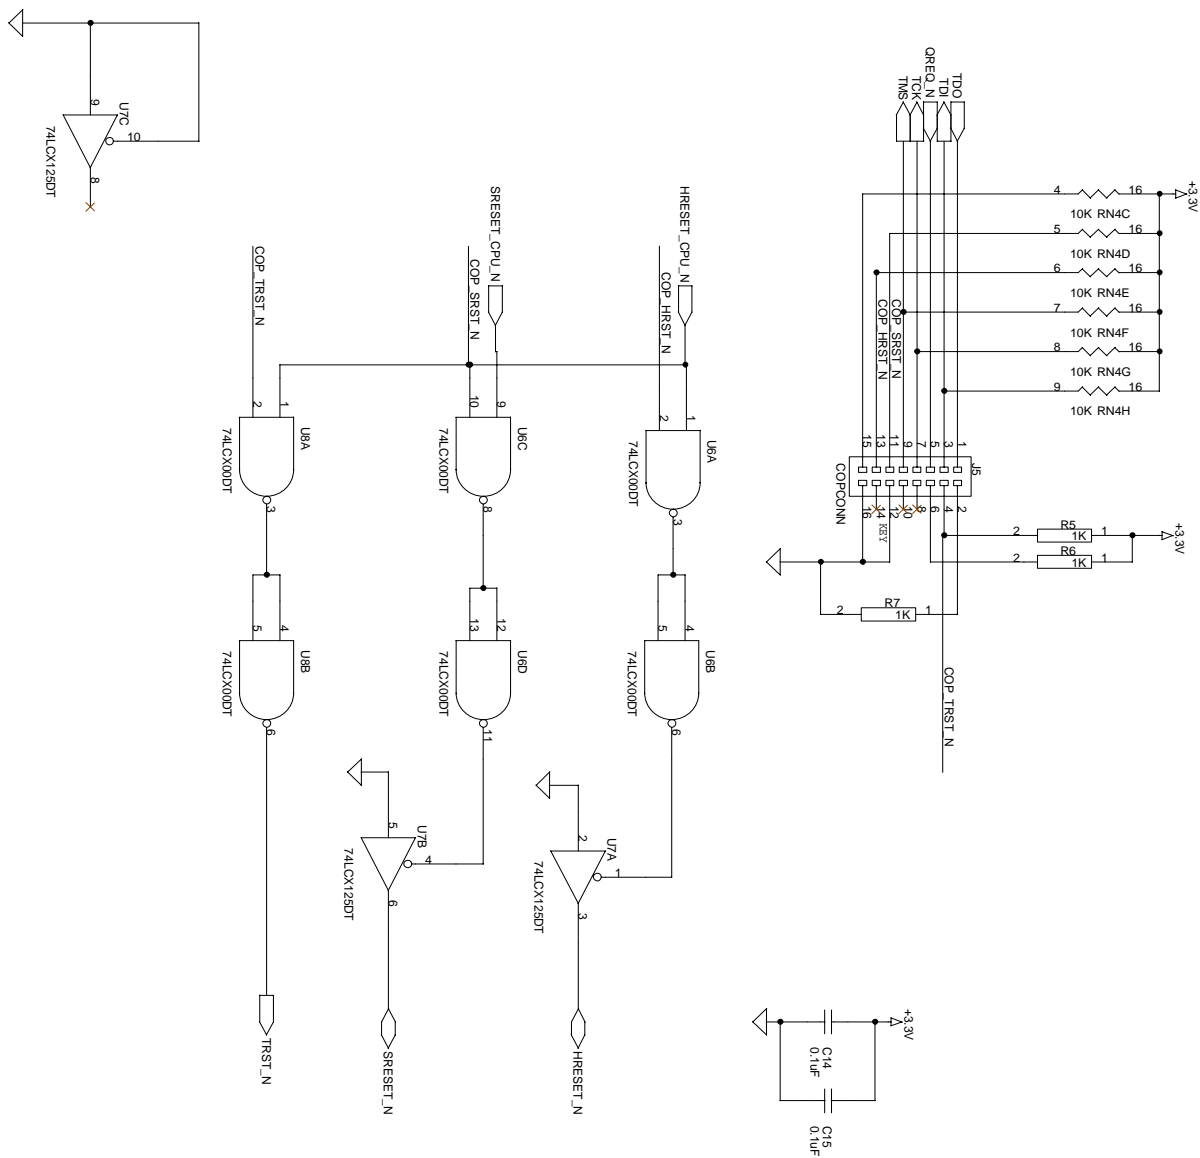 U7C
9
10
8
74LCX125DT
HRESET_CPU_N
SRESET_CPU_N
COP_HRST_N
COP_SRST_N
COP_TRST_N
1
2
U6A
74LCX00DT
3
9
10
U6C
74LCX00DT
8
1
2
U8A
74LCX00DT
3
4
5
U6B
74LCX00DT
6
12
13
U6D
74LCX00DT
11
4
5
U8B
74LCX00DT
6
2
U7A
1
74LCX125DT
3
5
U7B
4
74LCX125DT
6
HRESET_N
SRESET_N
TRST_N
TDO
TDI
QREQ_N
TCK
TMS
+3.3V
4
16
10K RN4C
5
16
10K RN4D
6
16
10K RN4E
7
16
10K RN4F
8
16
10K RN4G
9
16
10K RN4H
COP_SRST_N
COP_HRST_N
1
3
5
7
9
11
13
15
J5
COPCONN
2
4
6
8
10
12
14
16
KEY
2
R5
1K
1
2
R6
1K
1
+3.3V
2
R7
1K
1
COP_TRST_N
+3.3V
C14
0.1uF
C15
0.1uF